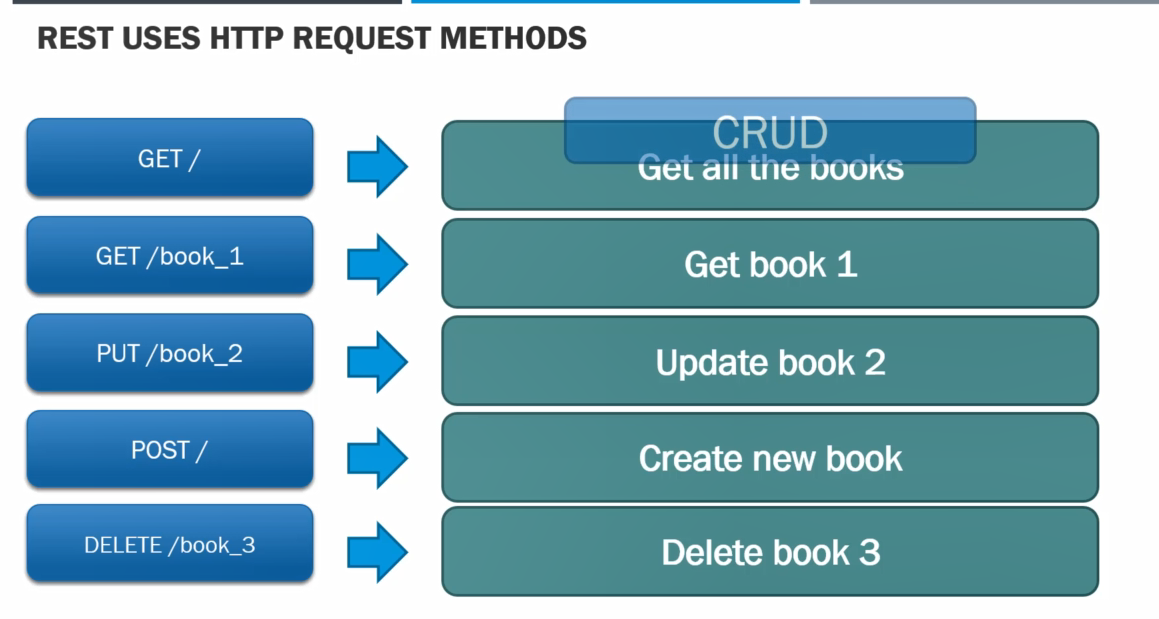 REST USES HTTP REQUEST METHODS
CRUD
GET /
Get all the books
GET /book_1
Get book 1
PUT /book_2
Update book 2
POST /
Create new book
DELETE /book_3
Delete book 3